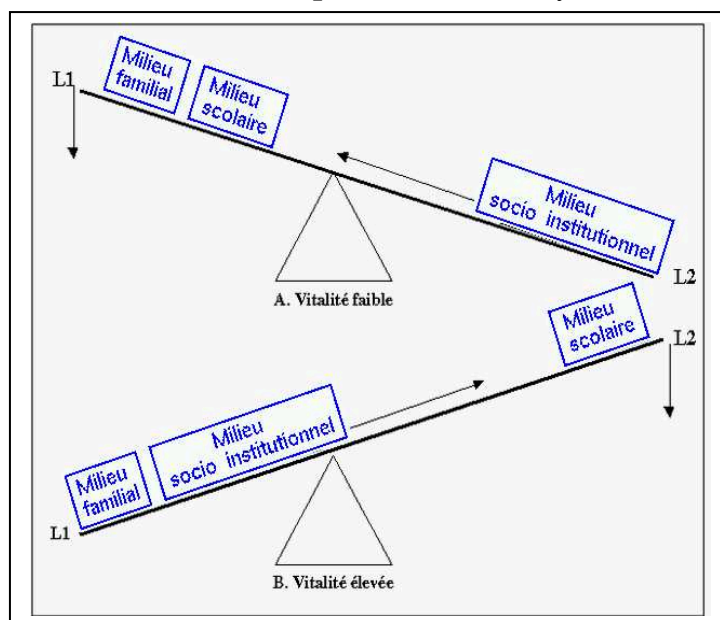 L1
Milieu
familial
Milieu
scolaire
Milieu
socio institutionnel
L2
A. Vitalité faible
Milieu
scolaire
L2
Milieu
socio institutionnel
Milieu
familial
L1
B. Vitalité élevée